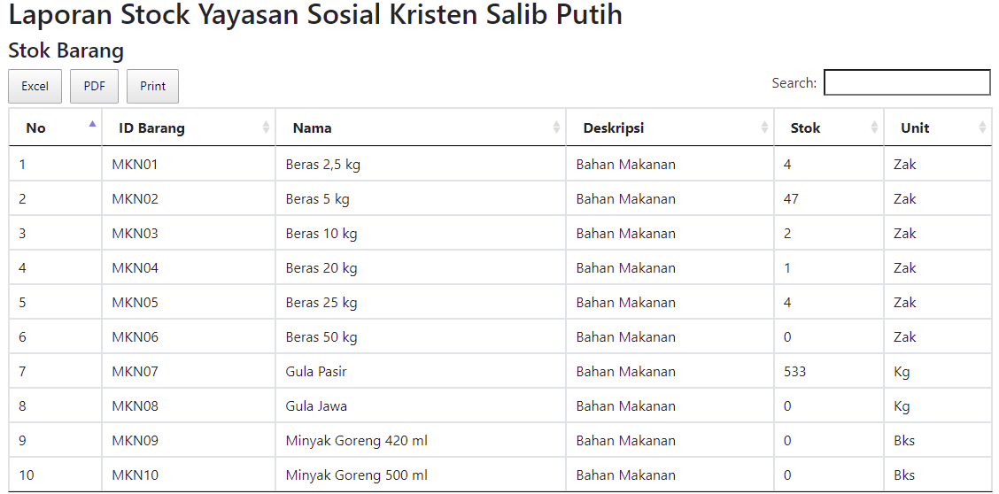 Laporan Stock Yayasan Sosial Kristen Salib Putih
Stok Barang
Excel PDF Print Search:
No ID Barang Nama Deskripsi Stok Unit
1 MKN01 Beras 2,5 kg Bahan Makanan 4 Zak
2 MKN02 Beras 5 kg Bahan Makanan 47 Zak
3 MKN03 Beras 10 kg Bahan Makanan 2 Zak
4 MKN04 Beras 20 kg Bahan Makanan 1 Zak
5 MKN05 Beras 25 kg Bahan Makanan 4 Zak
6 MKN06 Beras 50 kg Bahan Makanan 0 Zak
7 MKN07 Gula Pasir Bahan Makanan 533 Kg
8 MKN08 Gula Jawa Bahan Makanan 0 Kg
9 MKN09 Minyak Goreng 420 ml Bahan Makanan 0 Bks
10 MKN10 Minyak Goreng 500 ml Bahan Makanan 0 Bks